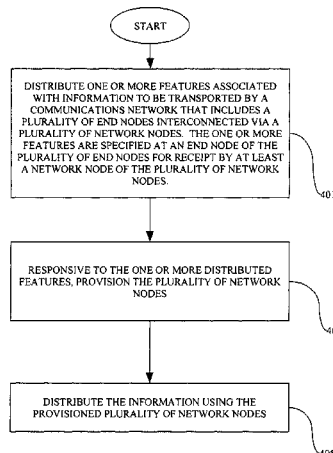 START
DISTRIBUTE ONE OR MORE FEATURES ASSOCIATED
WITH INFORMATION TO BE TRANSPORTED BY A
COMMUNICATIONS NETWORK THAT INCLUDES A
PLURALITY OF END NODES INTERCONNECTED VIA A
PLURALITY OF NETWORK NODES. THE ONE OR MORE
FEATURES ARE SPECIFIED AT AN END NODE OF THE
PLURALITY OF END NODES FOR RECEIPT BY AT LEAST
A NETWORK NODE OF THE PLURALITY OF NETWORK
NODES.
RESPONSIVE TO THE ONE OR MORE DISTRIBUTED
FEATURES, PROVISION THE PLURALITY OF NETWORK
NODES
DISTRIBUTE THE INFORMATION USING THE
PROVISIONED PLURALITY OF NETWORK NODES